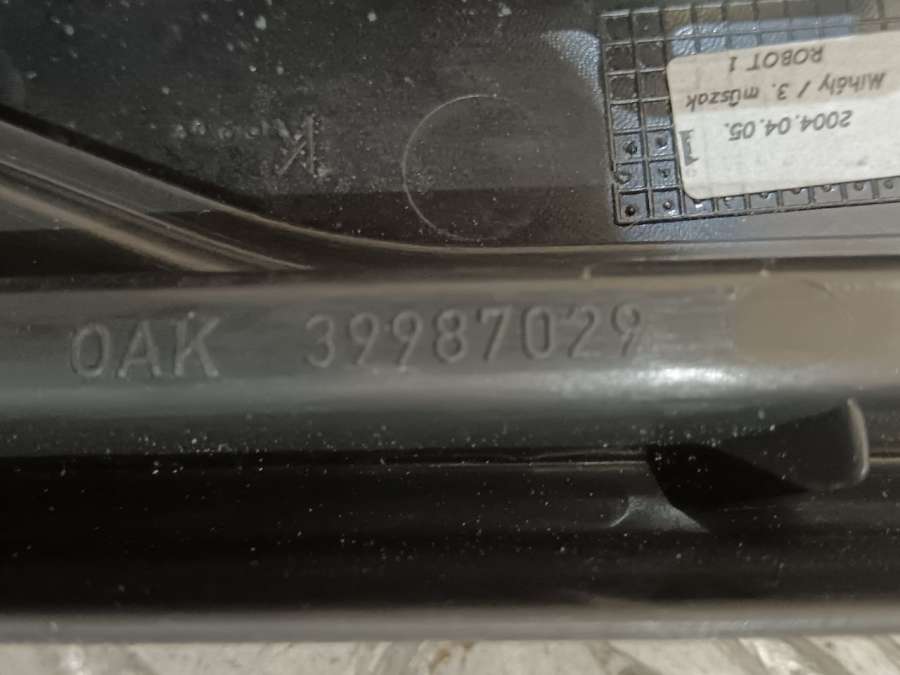 2004.04.05.
Mihály / 3. műszak
ROBOT 1
OAK 39987029